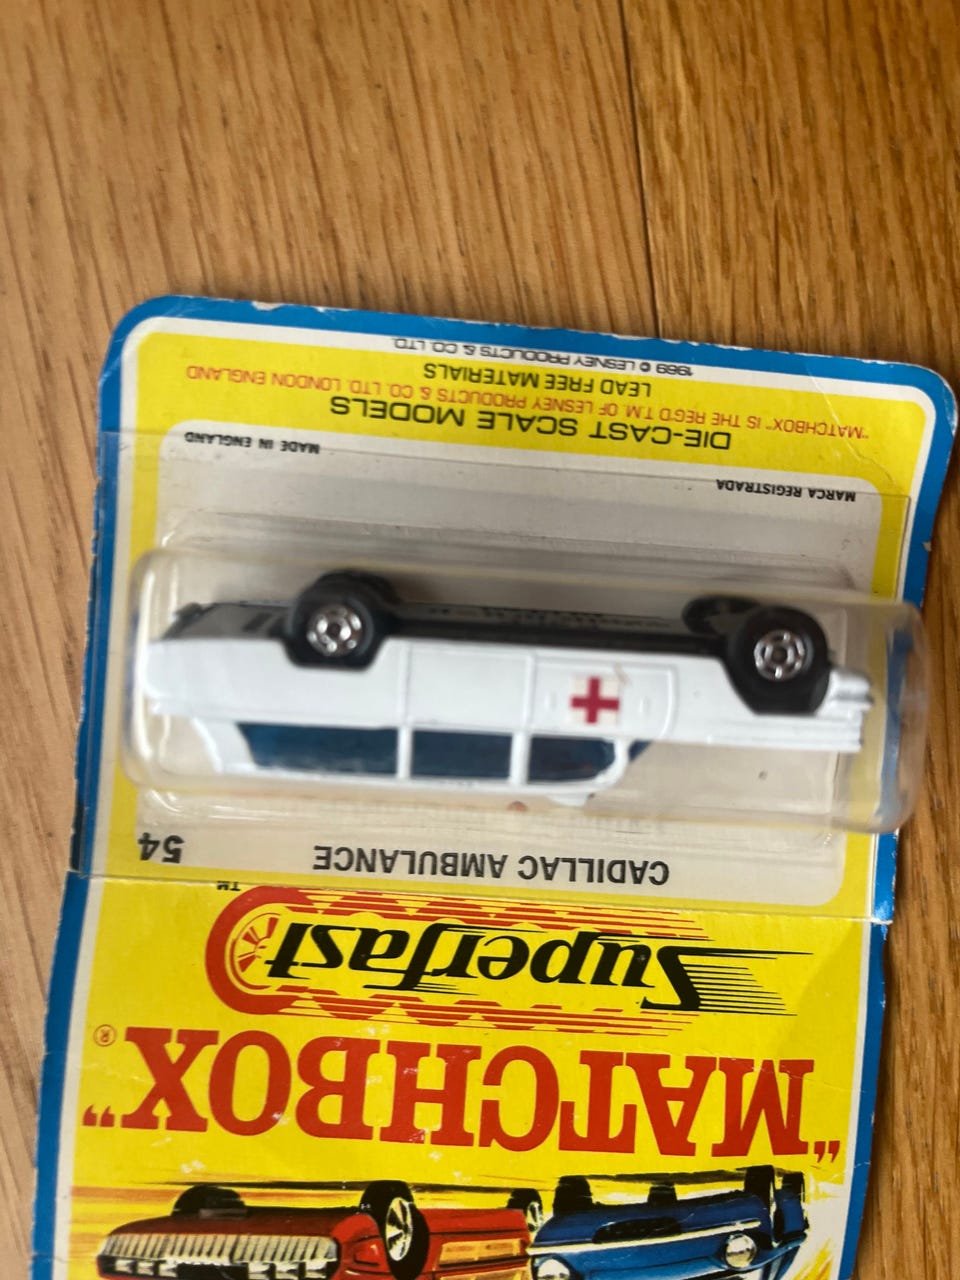 "MATCHBOX"®
Superfast TM
CADILLAC AMBULANCE 54
MARCA REGISTRADA MADE IN ENGLAND
DIE-CAST SCALE MODELS
"MATCHBOX" IS THE REG'D T.M. OF LESNEY PRODUCTS & CO. LTD. LONDON ENGLAND
LEAD FREE MATERIALS
1969 © LESNEY PRODUCTS & CO. LTD.